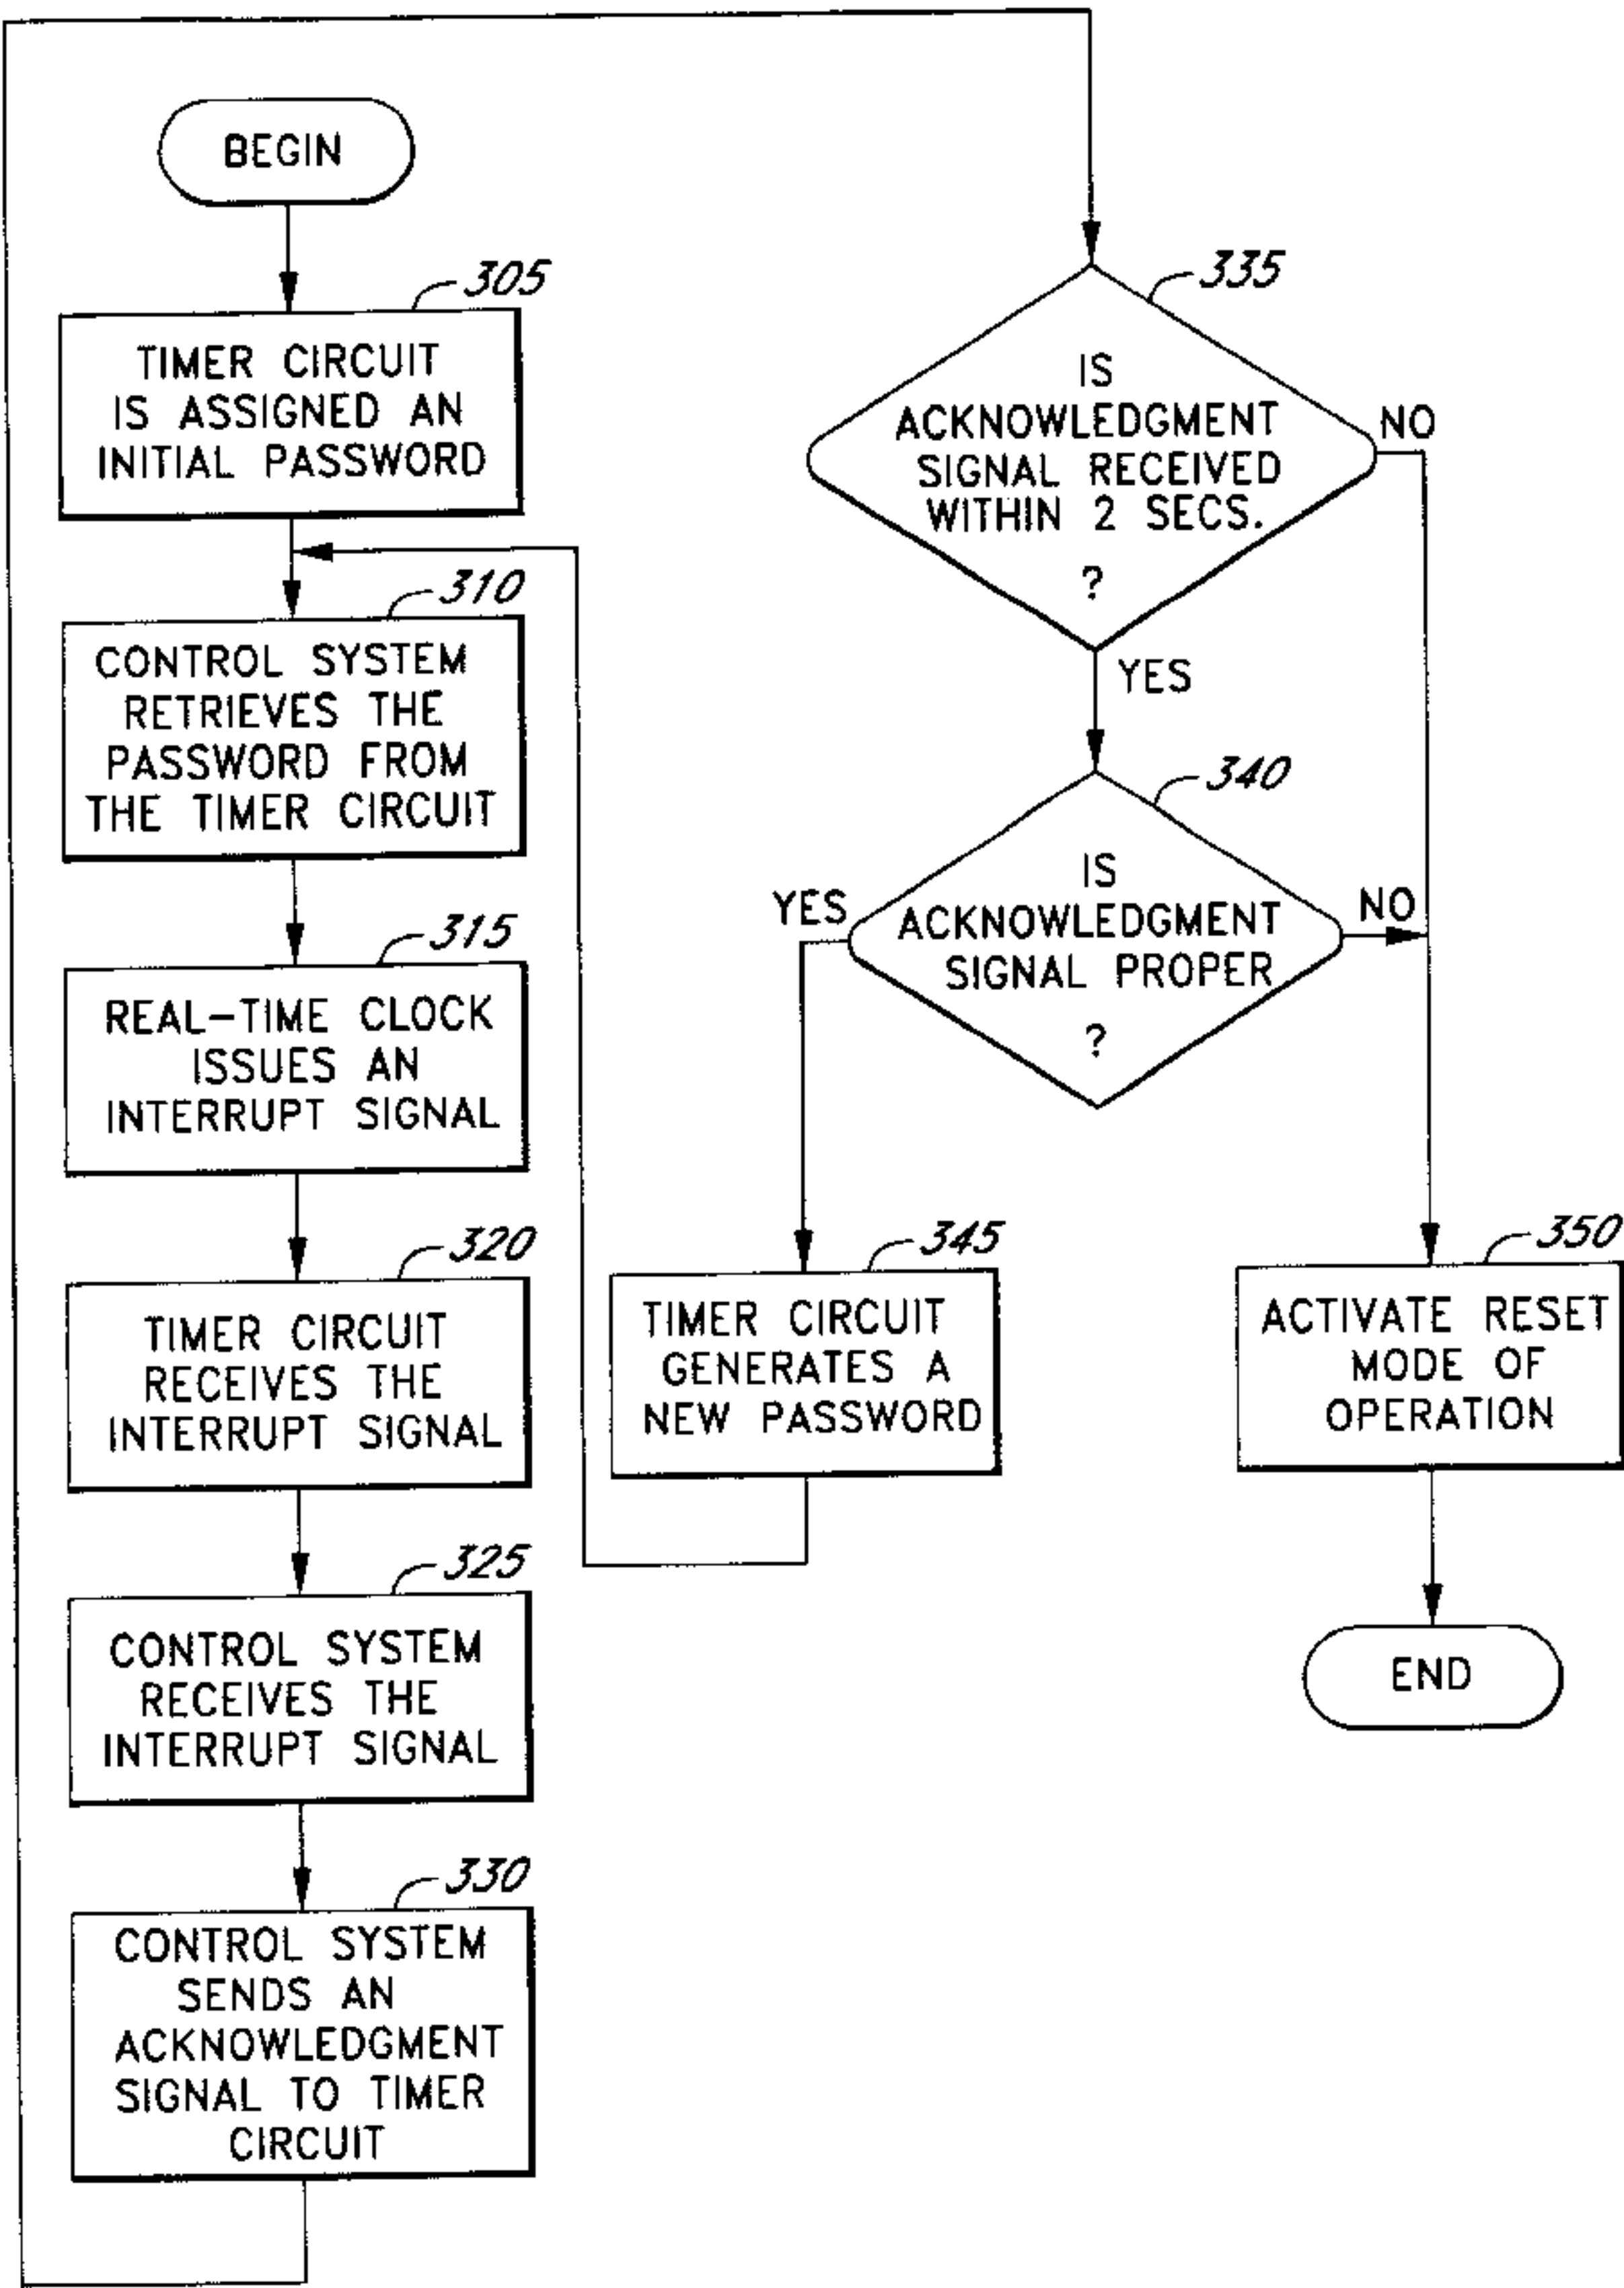 BEGIN
305
TIMER CIRCUIT
IS ASSIGNED AN
INITIAL PASSWORD
310
CONTROL SYSTEM
RETRIEVES THE
PASSWORD FROM
THE TIMER CIRCUIT
315
REAL-TIME CLOCK
ISSUES AN
INTERRUPT SIGNAL
320
TIMER CIRCUIT
RECEIVES THE
INTERRUPT SIGNAL
325
CONTROL SYSTEM
RECEIVES THE
INTERRUPT SIGNAL
330
CONTROL SYSTEM
SENDS AN
ACKNOWLEDGMENT
SIGNAL TO TIMER
CIRCUIT
335
IS
ACKNOWLEDGMENT
SIGNAL RECEIVED
WITHIN 2 SECS.
?
NO
YES
340
IS
ACKNOWLEDGMENT
SIGNAL PROPER
?
YES
NO
345
TIMER CIRCUIT
GENERATES A
NEW PASSWORD
350
ACTIVATE RESET
MODE OF
OPERATION
END